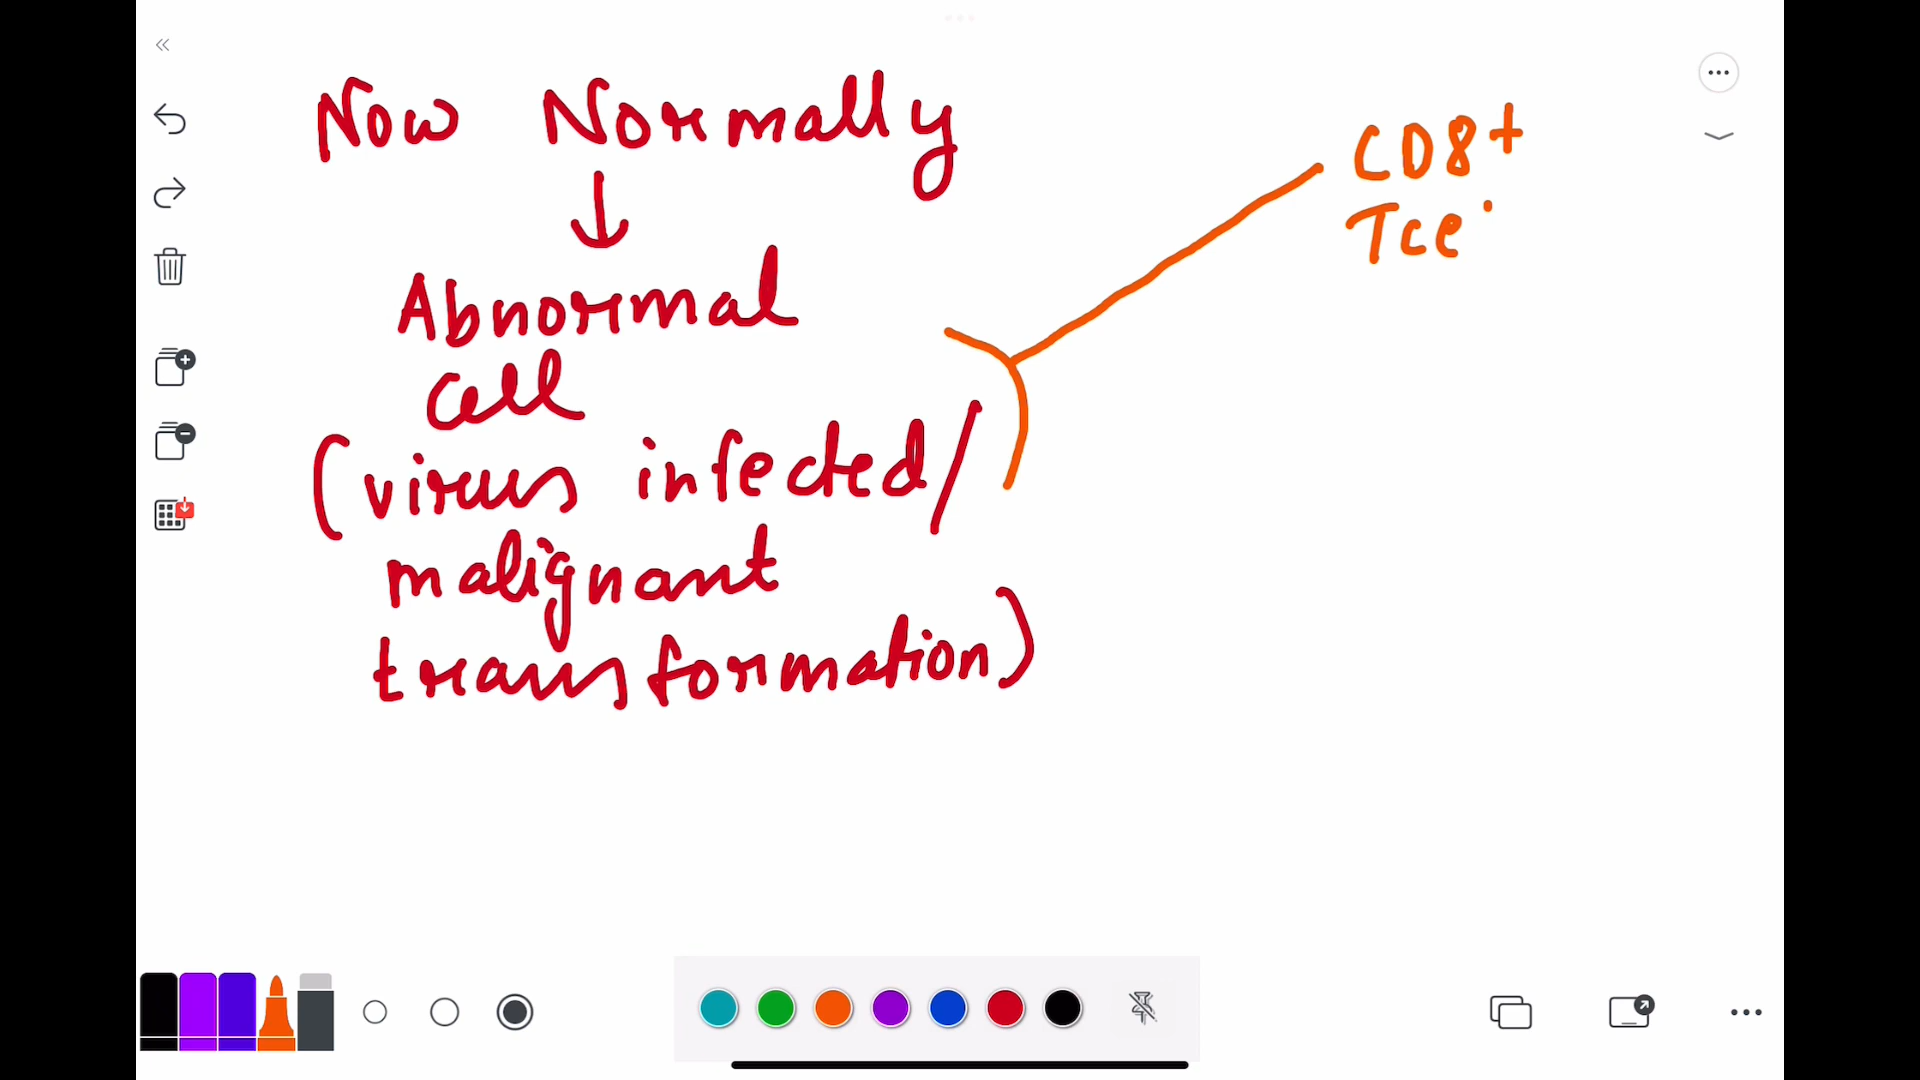 Now Normally
↓
Abnormal
cell
(virus infected/
malignant
transformation)
CD8+
Tce